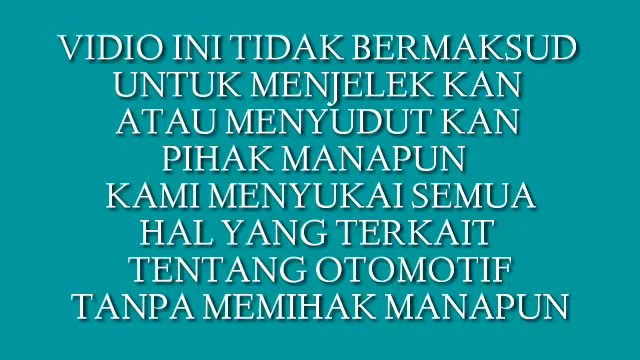 VIDIO INI TIDAK BERMAKSUD
UNTUK MENJELEK KAN
ATAU MENYUDUT KAN
PIHAK MANAPUN
KAMI MENYUKAI SEMUA
HAL YANG TERKAIT
TENTANG OTOMOTIF
TANPA MEMIHAK MANAPUN